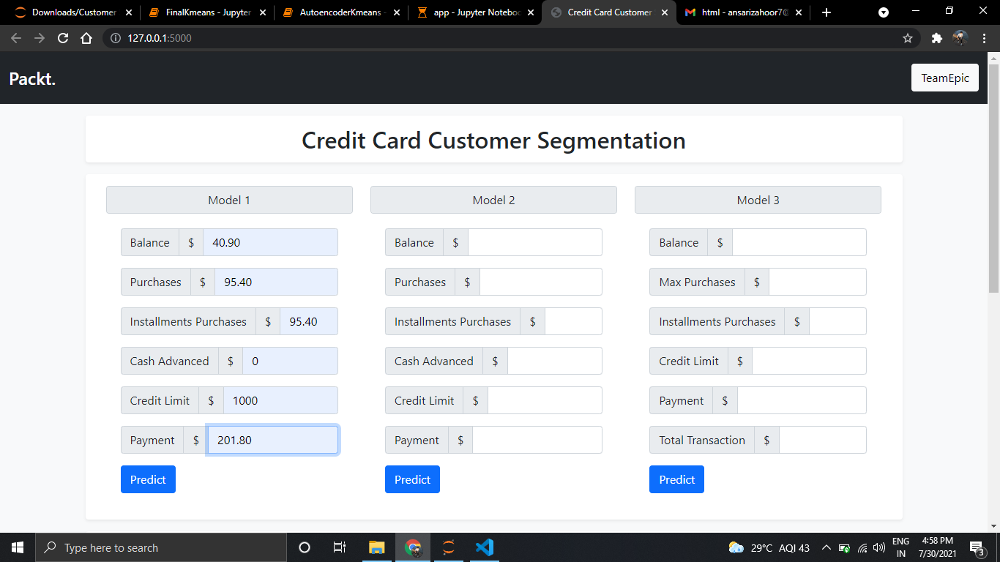 Downloads/Customer
FinalKmeans - Jupyter
AutoencoderKmeans -
app - Jupyter Notebo
Credit Card Customer
html - ansarizahoor7@
127.0.0.1:5000
Packt.
TeamEpic
Credit Card Customer Segmentation
Model 1
Balance $ 40.90
Purchases $ 95.40
Installments Purchases $ 95.40
Cash Advanced $ 0
Credit Limit $ 1000
Payment $ 201.80
Predict
Model 2
Balance $
Purchases $
Installments Purchases $
Cash Advanced $
Credit Limit $
Payment $
Predict
Model 3
Balance $
Max Purchases $
Installments Purchases $
Credit Limit $
Payment $
Total Transaction $
Predict
Type here to search
29°C AQI 43
ENG
IN
4:58 PM
7/30/2021
3